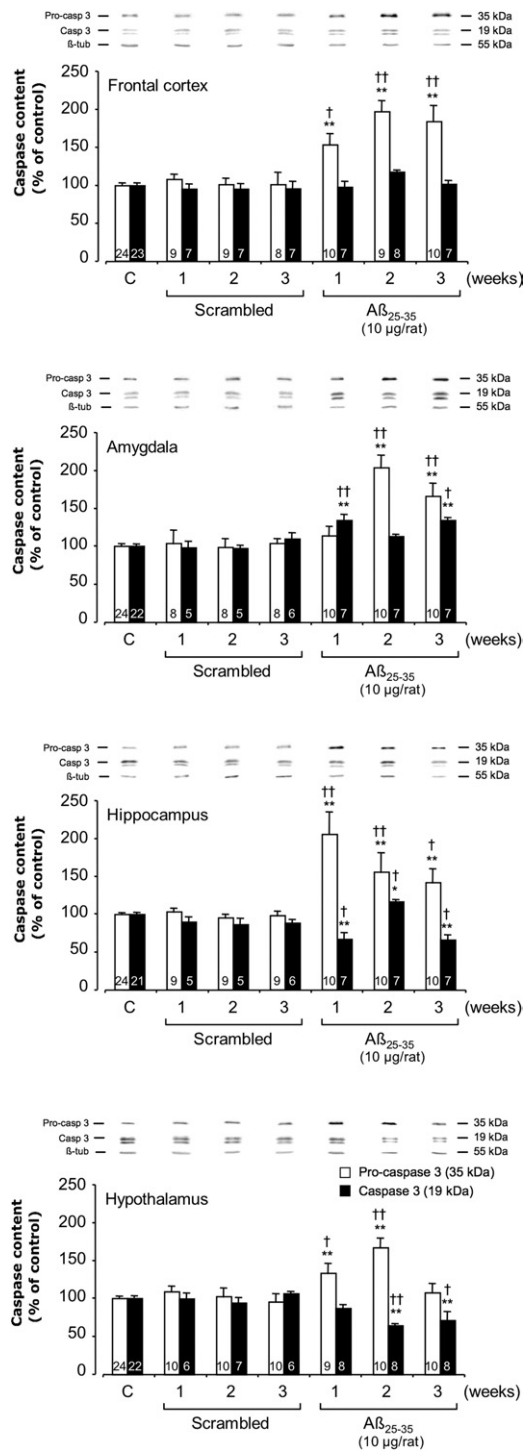 Pro-casp 3 35 kDa
Casp 3 19 kDa
ß-tub 55 kDa
Frontal cortex
Caspase content
(% of control)
250
200
150
100
50
0
† ** †† ** †† **
24 23 9 7 9 7 8 7 10 7 9 8 10 7
C 1 2 3 1 2 3 (weeks)
Scrambled Aß25-35
(10 µg/rat)
Pro-casp 3 35 kDa
Casp 3 19 kDa
ß-tub 55 kDa
Amygdala
Caspase content
(% of control)
250
200
150
100
50
0
†† ** †† ** †† ** † **
24 22 8 5 8 5 8 6 10 7 10 7 10 7
C 1 2 3 1 2 3 (weeks)
Scrambled Aß25-35
(10 µg/rat)
Pro-casp 3 35 kDa
Casp 3 19 kDa
ß-tub 55 kDa
Hippocampus
Caspase content
(% of control)
250
200
150
100
50
0
†† ** † ** †† ** † * † ** † **
24 21 9 5 9 5 9 6 10 7 10 7 10 7
C 1 2 3 1 2 3 (weeks)
Scrambled Aß25-35
(10 µg/rat)
Pro-casp 3 35 kDa
Casp 3 19 kDa
ß-tub 55 kDa
Pro-caspase 3 (35 kDa)
Caspase 3 (19 kDa)
Hypothalamus
Caspase content
(% of control)
250
200
150
100
50
0
† ** †† ** †† ** † **
24 22 10 6 10 7 10 6 9 8 10 8 10 8
C 1 2 3 1 2 3 (weeks)
Scrambled Aß25-35
(10 µg/rat)